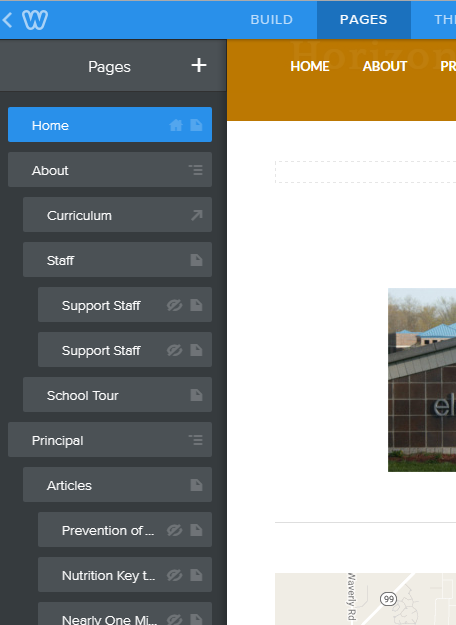 BUILD PAGES TH
Pages +
Horizon
HOME ABOUT PR
Home
About
Curriculum
Staff
Support Staff
Support Staff
School Tour
el
Principal
Articles
Prevention of ...
Nutrition Key t...
Nearly One Mi...
Waverly Rd
99